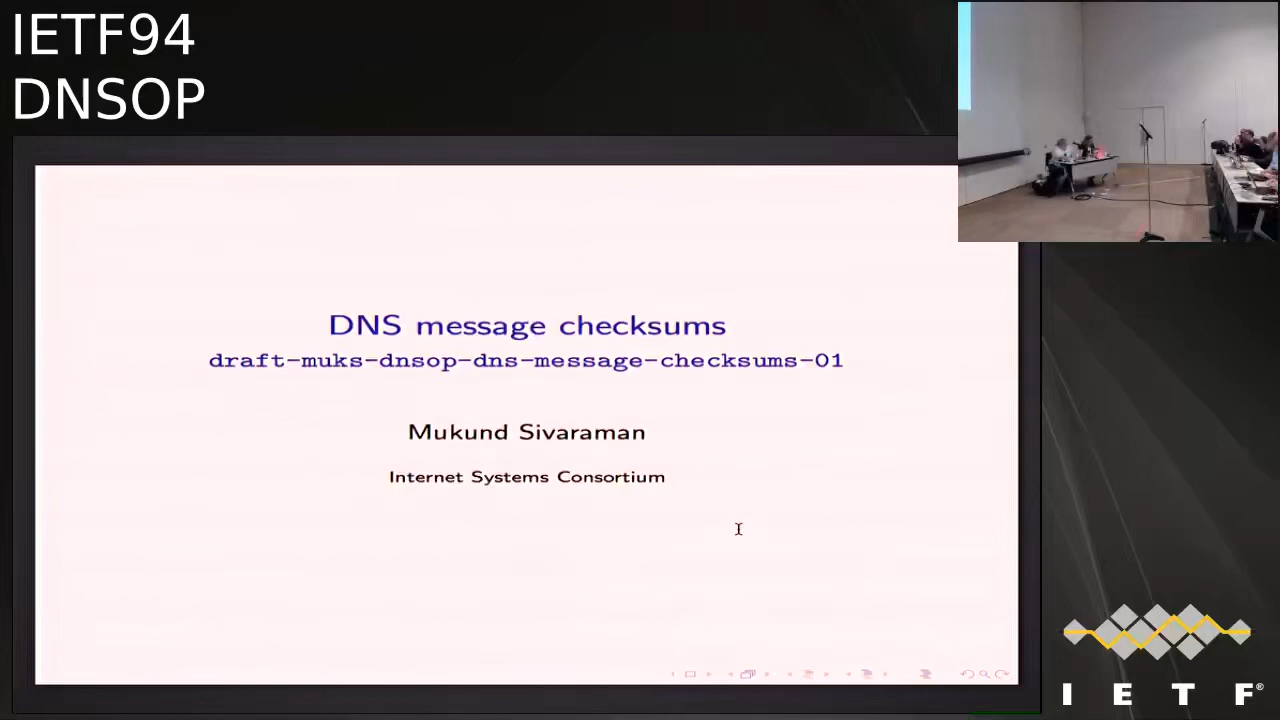 IETF94
DNSOP
DNS message checksums
draft-muks-dnsop-dns-message-checksums-01
Mukund Sivaraman
Internet Systems Consortium
I E T F®